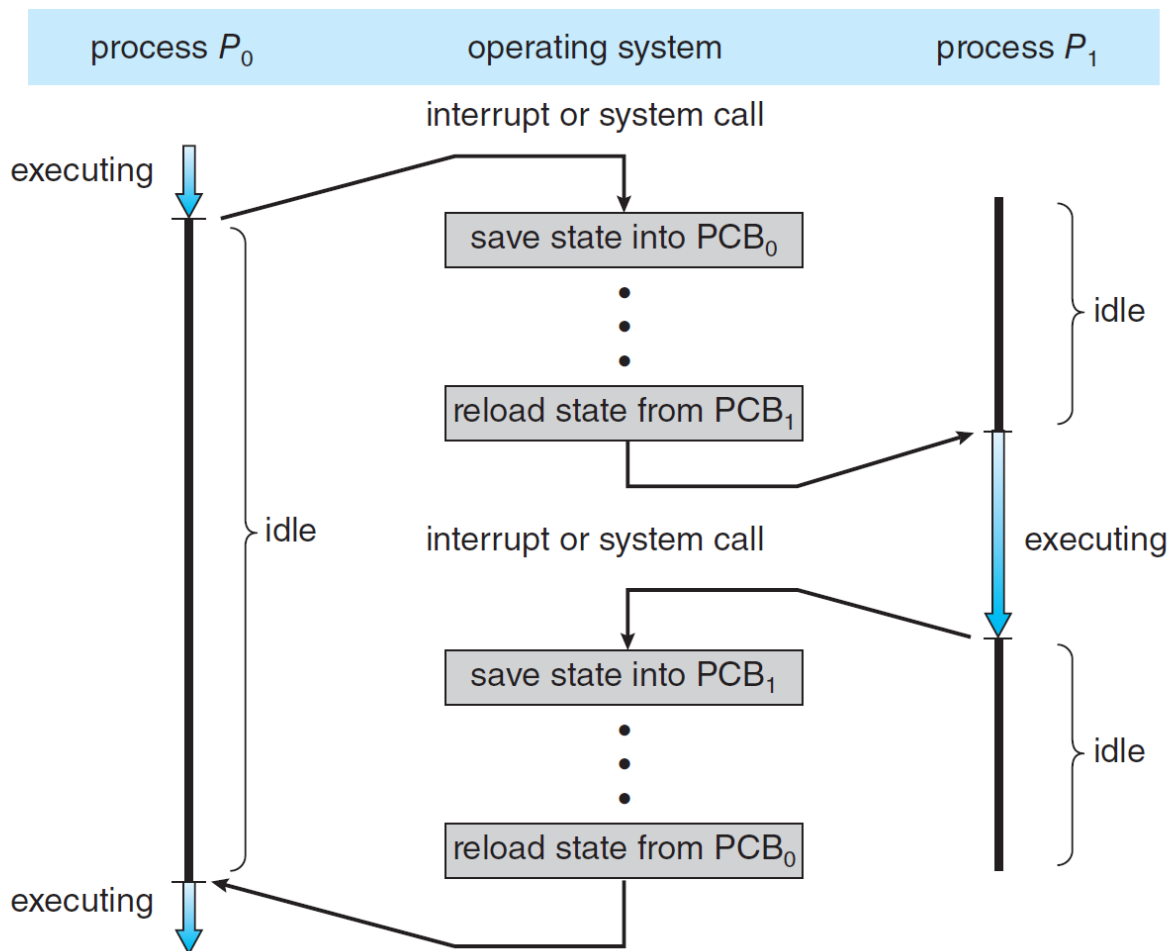 process P₀ operating system process P₁
interrupt or system call
executing
save state into PCB₀
idle
reload state from PCB₁
idle
interrupt or system call
executing
save state into PCB₁
idle
reload state from PCB₀
executing